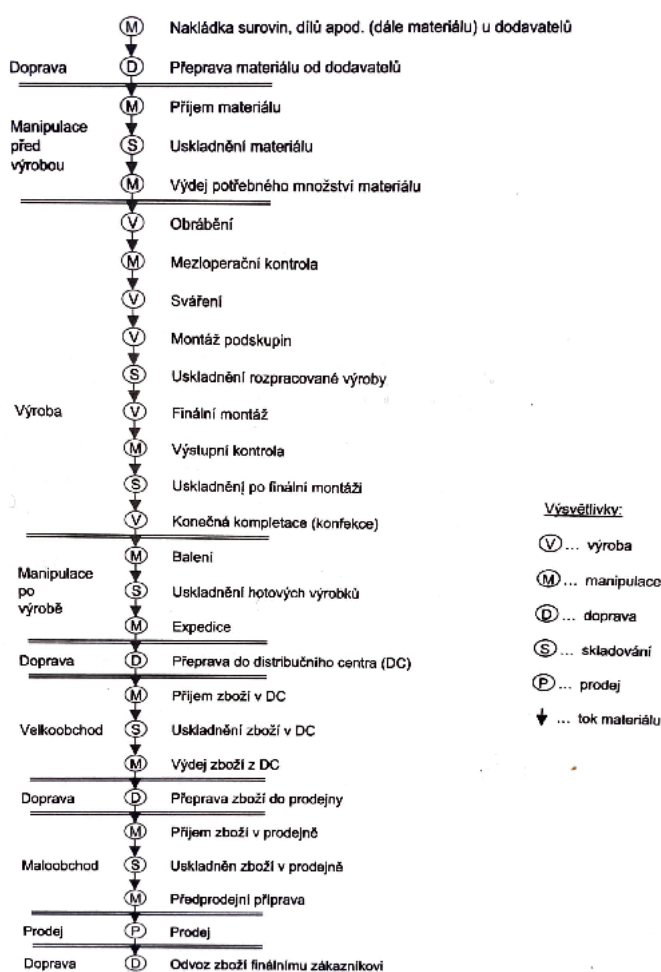 M Nakládka surovin, dílů apod. (dále materiálu) u dodavatelů
Doprava D Přeprava materiálu od dodavatelů
M Příjem materiálu
Manipulace
před
výrobou
S Uskladnění materiálu
M Výdej potřebného množství materiálu
V Obrábění
M Mezioperační kontrola
V Sváření
V Montáž podskupin
S Uskladnění rozpracované výroby
Výroba V Finální montáž
M Výstupní kontrola
S Uskladnění po finální montáži
V Konečná kompletace (konfekce)
M Balení
Manipulace
po
výrobě
S Uskladnění hotových výrobků
M Expedice
Doprava D Přeprava do distribučního centra (DC)
M Příjem zboží v DC
Velkoobchod S Uskladnění zboží v DC
M Výdej zboží z DC
Doprava D Přeprava zboží do prodejny
M Příjem zboží v prodejně
Maloobchod S Uskladněn zboží v prodejně
M Předprodejní příprava
Prodej P Prodej
Doprava D Odvoz zboží finálnímu zákazníkovi
Výsvětlivky:
V ... výroba
M ... manipulace
D ... doprava
S ... skladování
P ... prodej
... tok materiálu